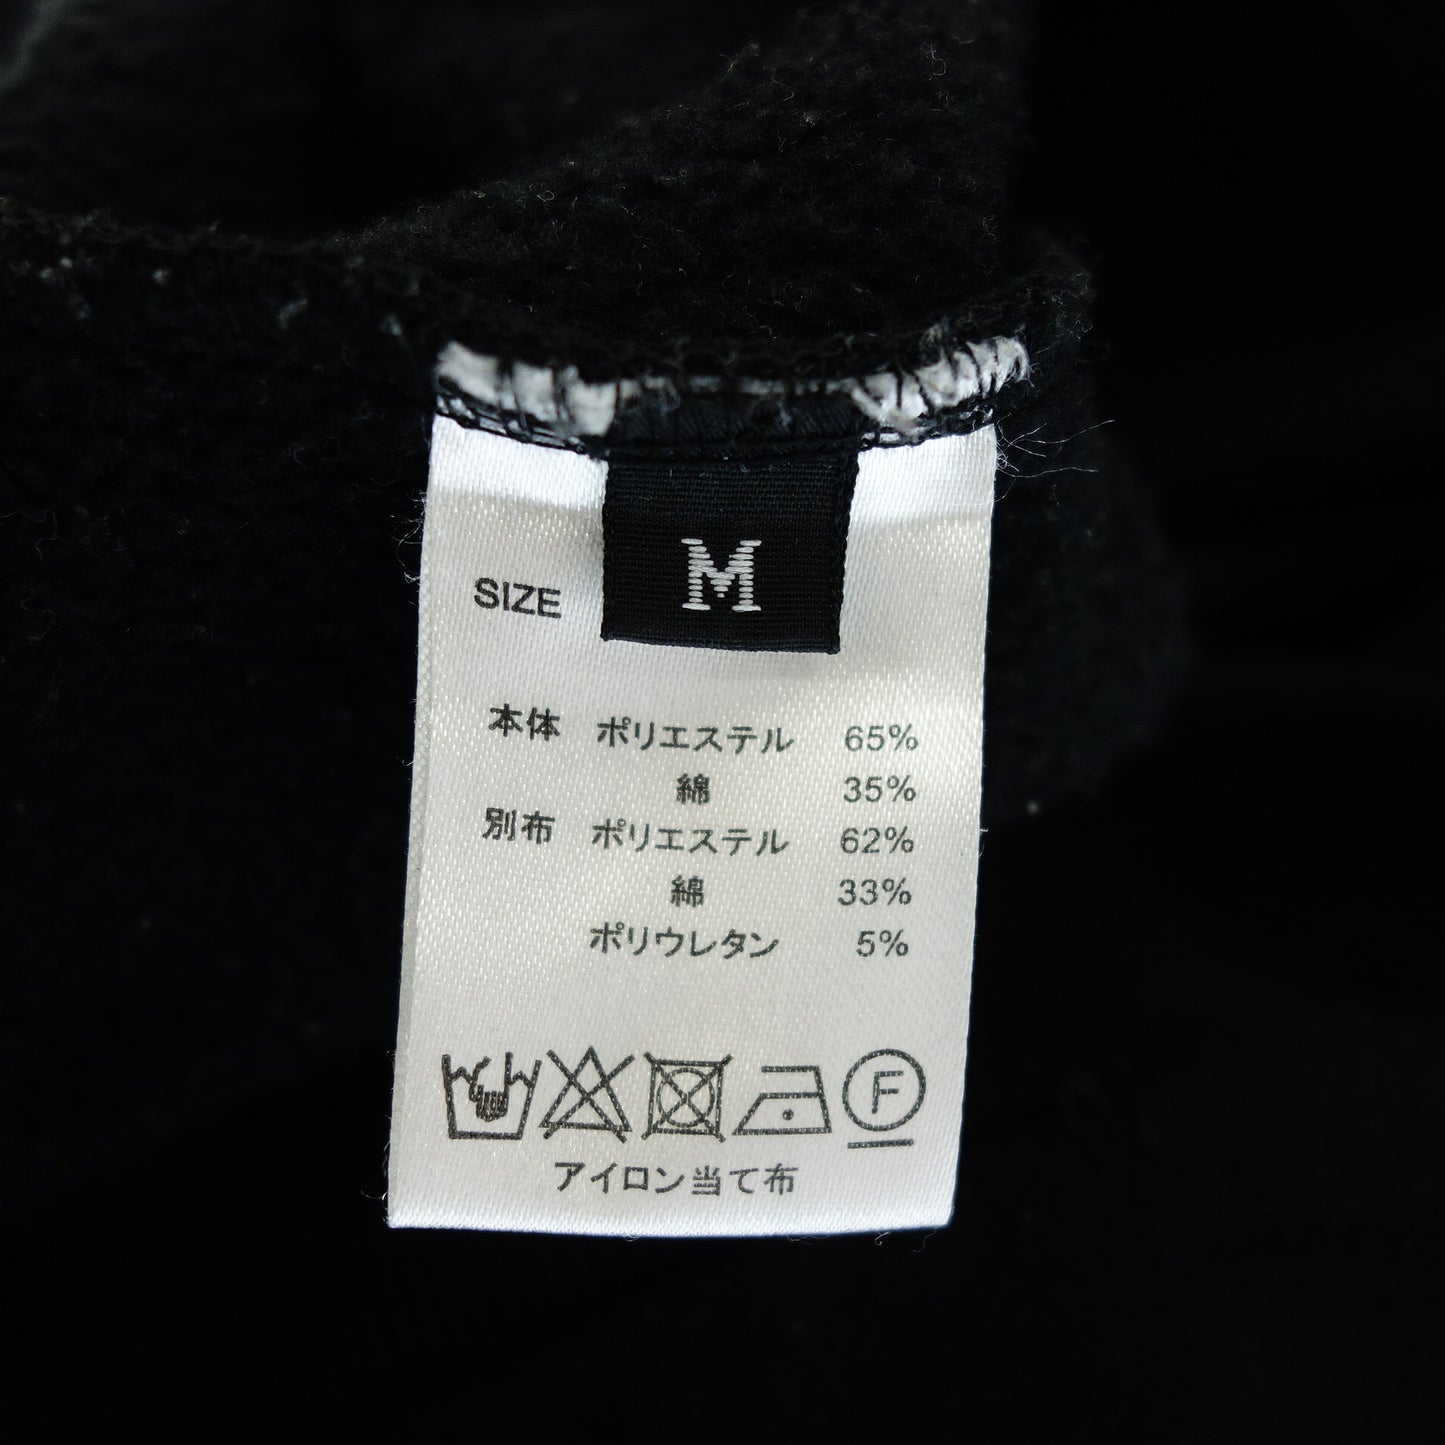 SIZE M
本体 ポリエステル 65%
綿 35%
別布 ポリエステル 62%
綿 33%
ポリウレタン 5%
F
アイロン当て布